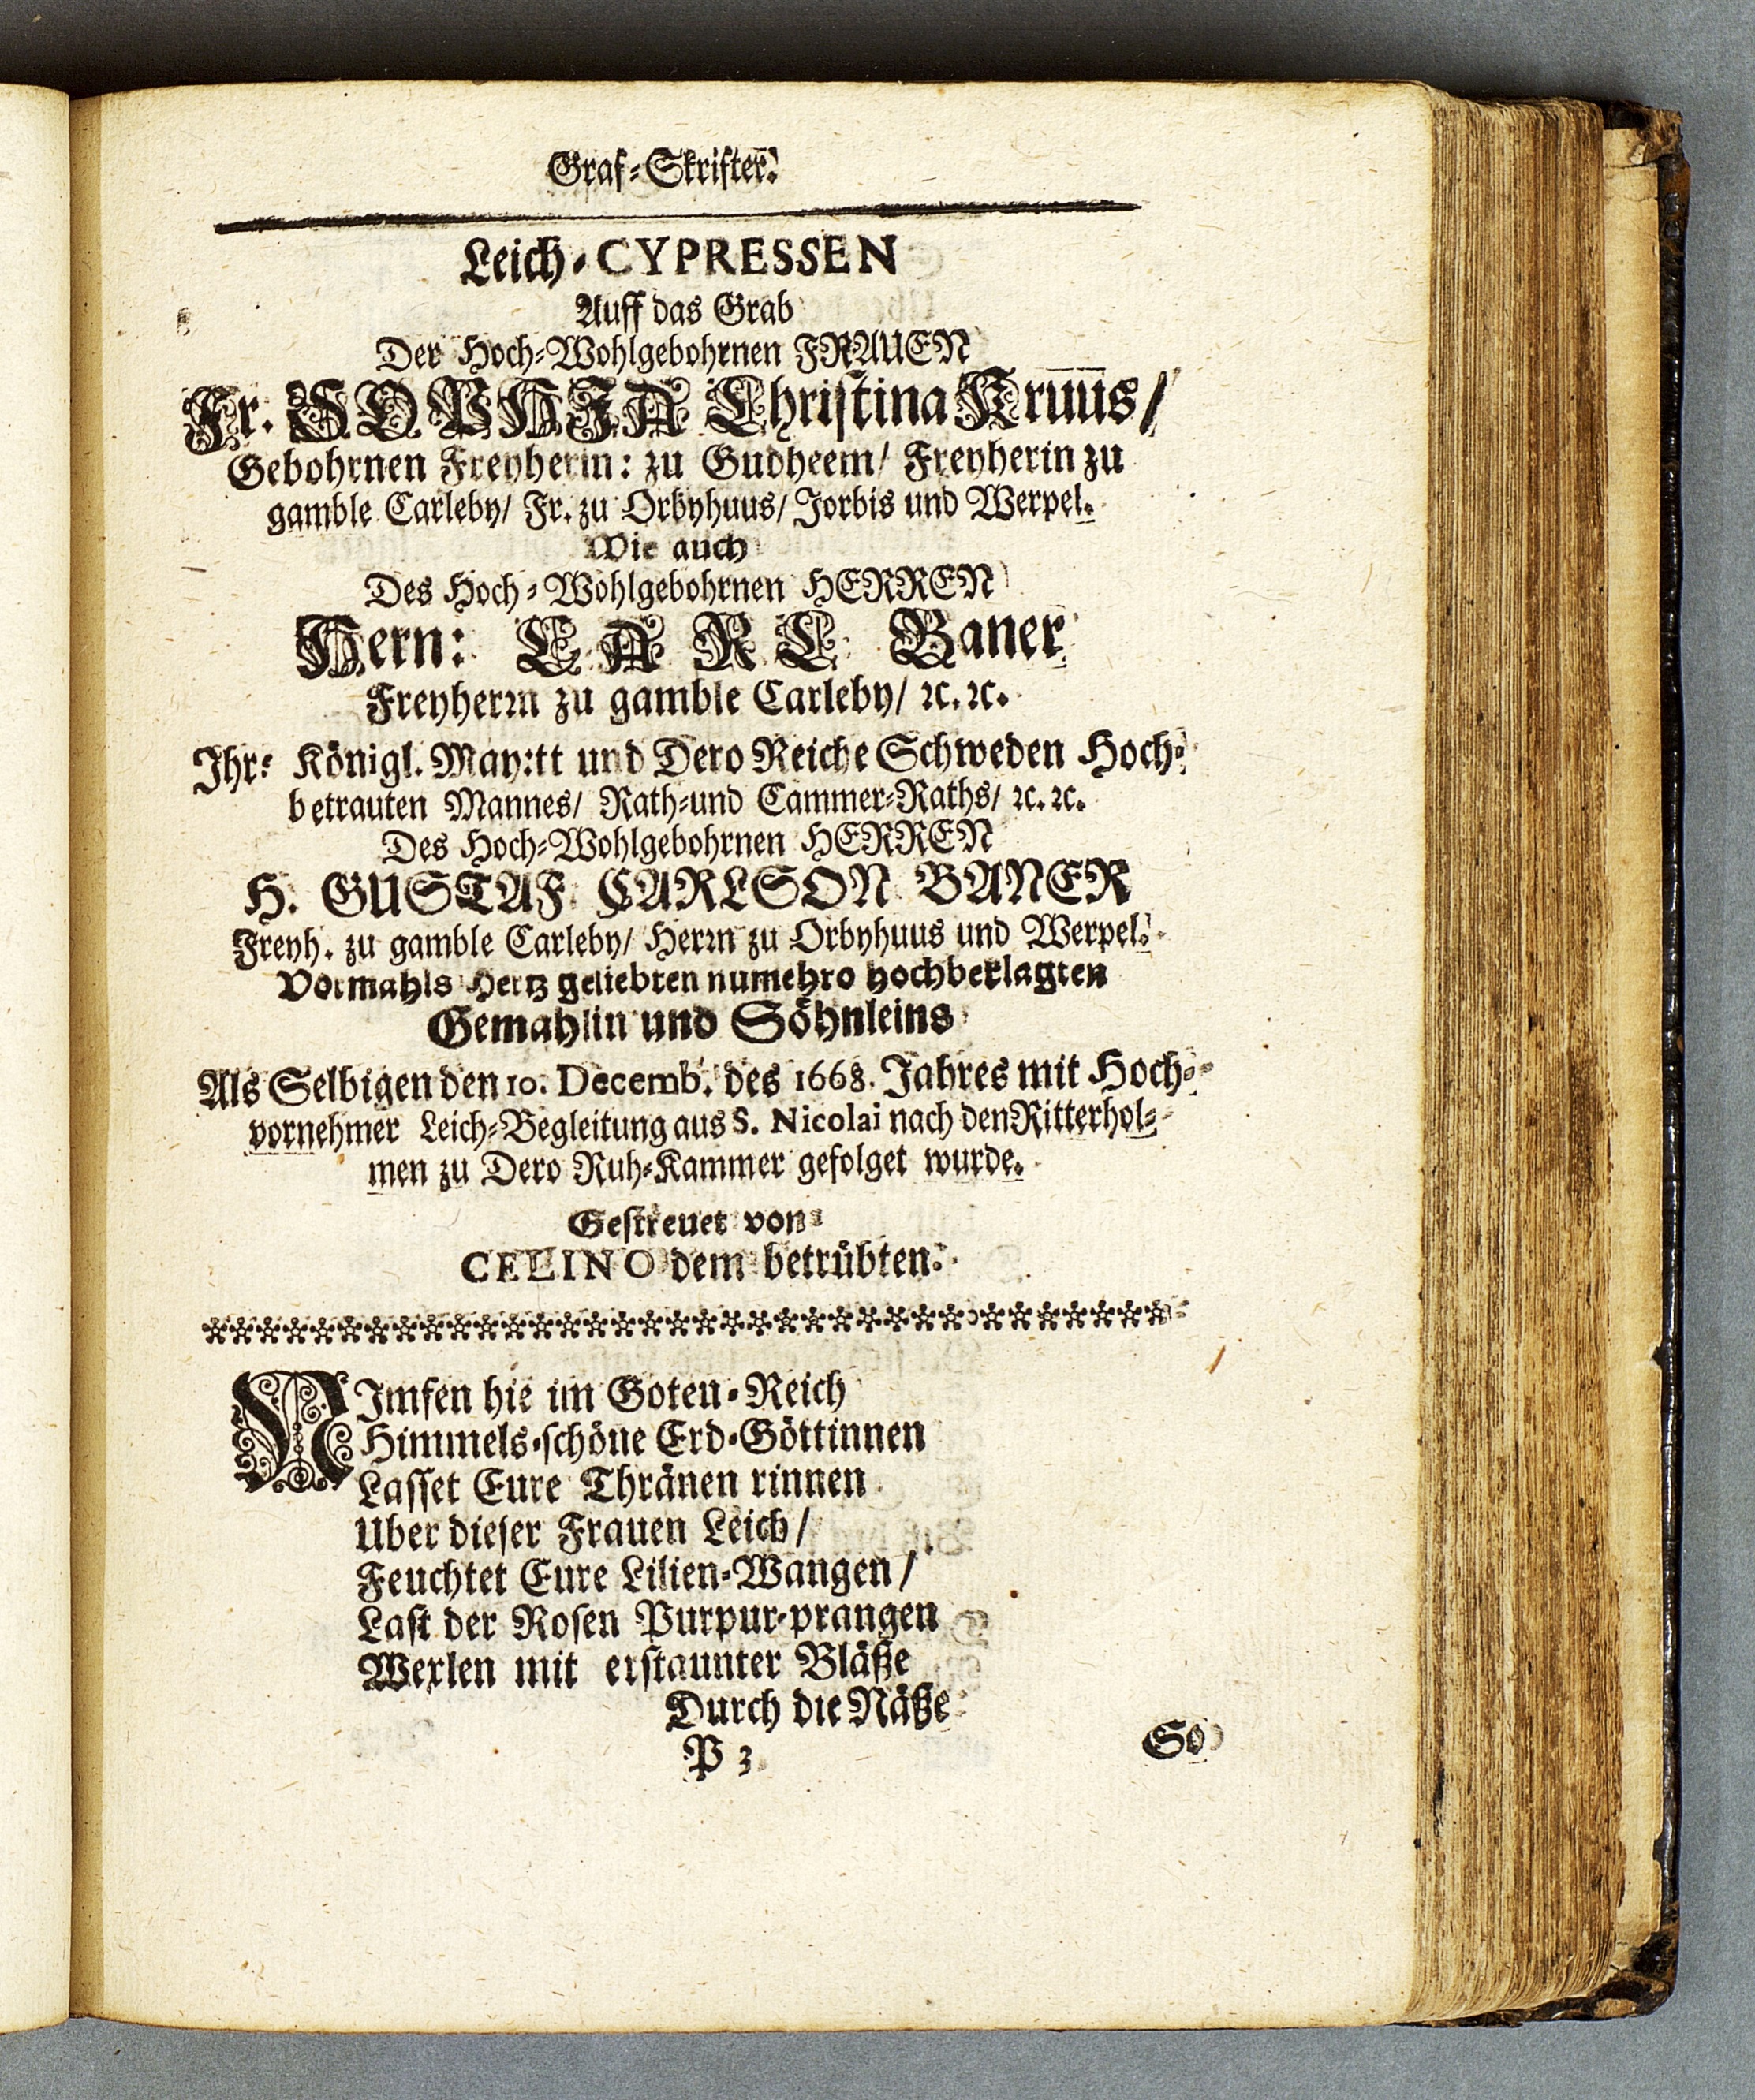 Graf-Skrifter.
Leich-CYPRESSEN
Auff das Grab
Der Hoch-Wohlgebohrnen FRAUEN
Fr. SOPHIA Christina Kruus/
Gebohrnen Freyherin: zu Gudheem/ Freyherin zu
gamble Carleby/ Fr. zu Orbyhuus/ Jorbis und Werpel.
Wie auch
Des Hoch-Wohlgebohrnen HERREN
Hern: CARL Baner
Freyherrn zu gamble Carleby/ ꝛc. ꝛc.
Ihr: Königl. May:tt und Dero Reiche Schweden Hoch-
betrauten Mannes/ Rath-und Cammer-Raths/ ꝛc. ꝛc.
Des Hoch-Wohlgebohrnen HERREN
H. GUSTAF CARLSON BANER
Freyh. zu gamble Carleby/ Herrn zu Orbyhuus und Werpel.
Vormahls Hertz geliebten numehro hochberlagten
Gemahlin und Söhnleins
Als Selbigen den 10. Decemb. des 1668. Jahres mit Hoch-
vornehmer Leich-Begleitung aus S. Nicolai nach den Ritterhol-
men zu Dero Ruh-Kammer gefolget wurde.
Gestreuet von
CELINO dem betrübten.
NImfen hie im Goten-Reich
Himmels-schöne Erd-Göttinnen
Lasset Eure Thränen rinnen
Uber dieser Frauen Leich/
Feuchtet Eure Lilien-Wangen/
Last der Rosen Purpur-prangen
Wexlen mit erstaunter Bläße
Durch die Näße
P 3
So